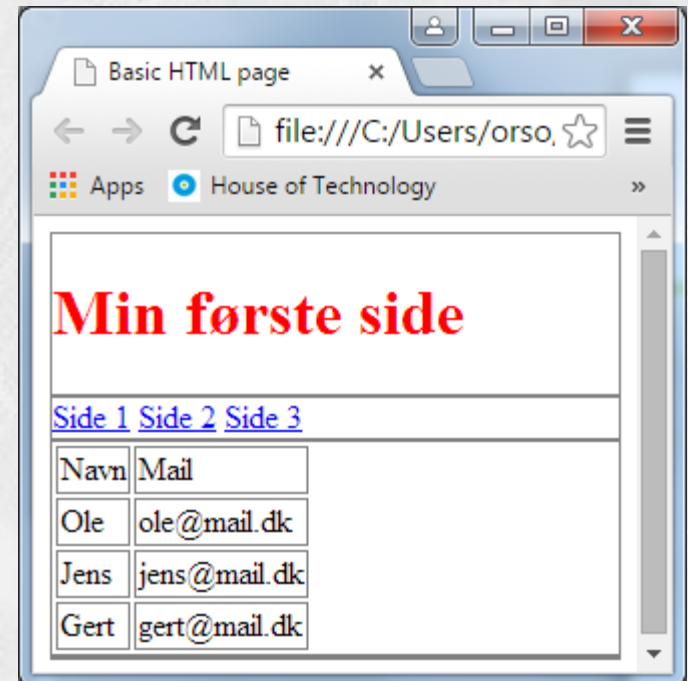 Basic HTML page
file:///C:/Users/orso,
Apps House of Technology »
Min første side
Side 1 Side 2 Side 3
Navn Mail
Ole ole@mail.dk
Jens jens@mail.dk
Gert gert@mail.dk